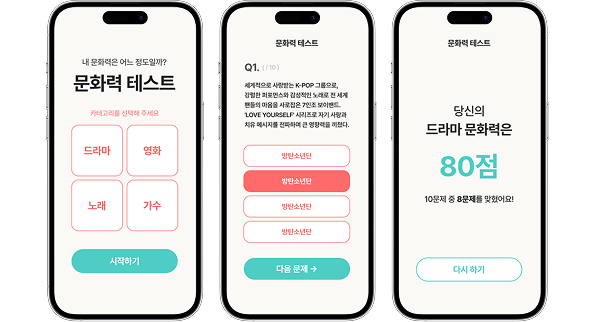 내 문화력은 어느 정도일까?
문화력 테스트
카테고리를 선택해 주세요
드라마
영화
노래
가수
시작하기
문화력 테스트
Q1. ( / 10 )
세계적으로 사랑받는 K-POP 그룹으로,
강렬한 퍼포먼스와 감성적인 노래로 전 세계
팬들의 마음을 사로잡은 7인조 보이밴드.
'LOVE YOURSELF' 시리즈로 자기 사랑과
치유 메시지를 전파하며 큰 영향력을 끼쳤다.
방탄소년단
방탄소년단
방탄소년단
방탄소년단
다음 문제 →
문화력 테스트
당신의
드라마 문화력은
80점
10문제 중 8문제를 맞혔어요!
다시 하기